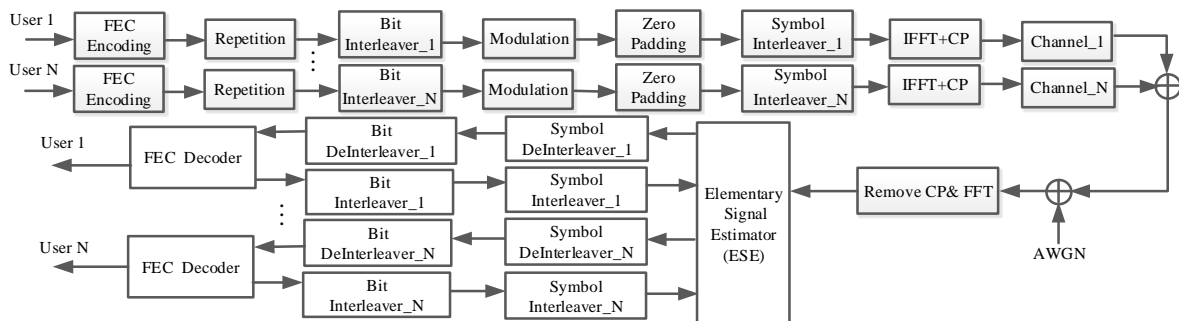 User 1
FEC
Encoding
Repetition
Bit
Interleaver_1
Modulation
Zero
Padding
Symbol
Interleaver_1
IFFT+CP
Channel_1
User N
FEC
Encoding
Repetition
Bit
Interleaver_N
Modulation
Zero
Padding
Symbol
Interleaver_N
IFFT+CP
Channel_N
User 1
FEC Decoder
Bit
DeInterleaver_1
Symbol
DeInterleaver_1
Bit
Interleaver_1
Symbol
Interleaver_1
Elementary
Signal
Estimator
(ESE)
Remove CP& FFT
AWGN
User N
FEC Decoder
Bit
DeInterleaver_N
Symbol
DeInterleaver_N
Bit
Interleaver_N
Symbol
Interleaver_N